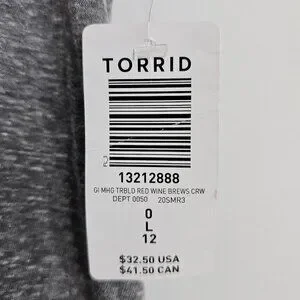 TORRID
2
13212888
GI MHG TRBLD RED WINE BREWS CRW
DEPT 0050 20SMR3
0
L
12
$32.50 USA
$41.50 CAN